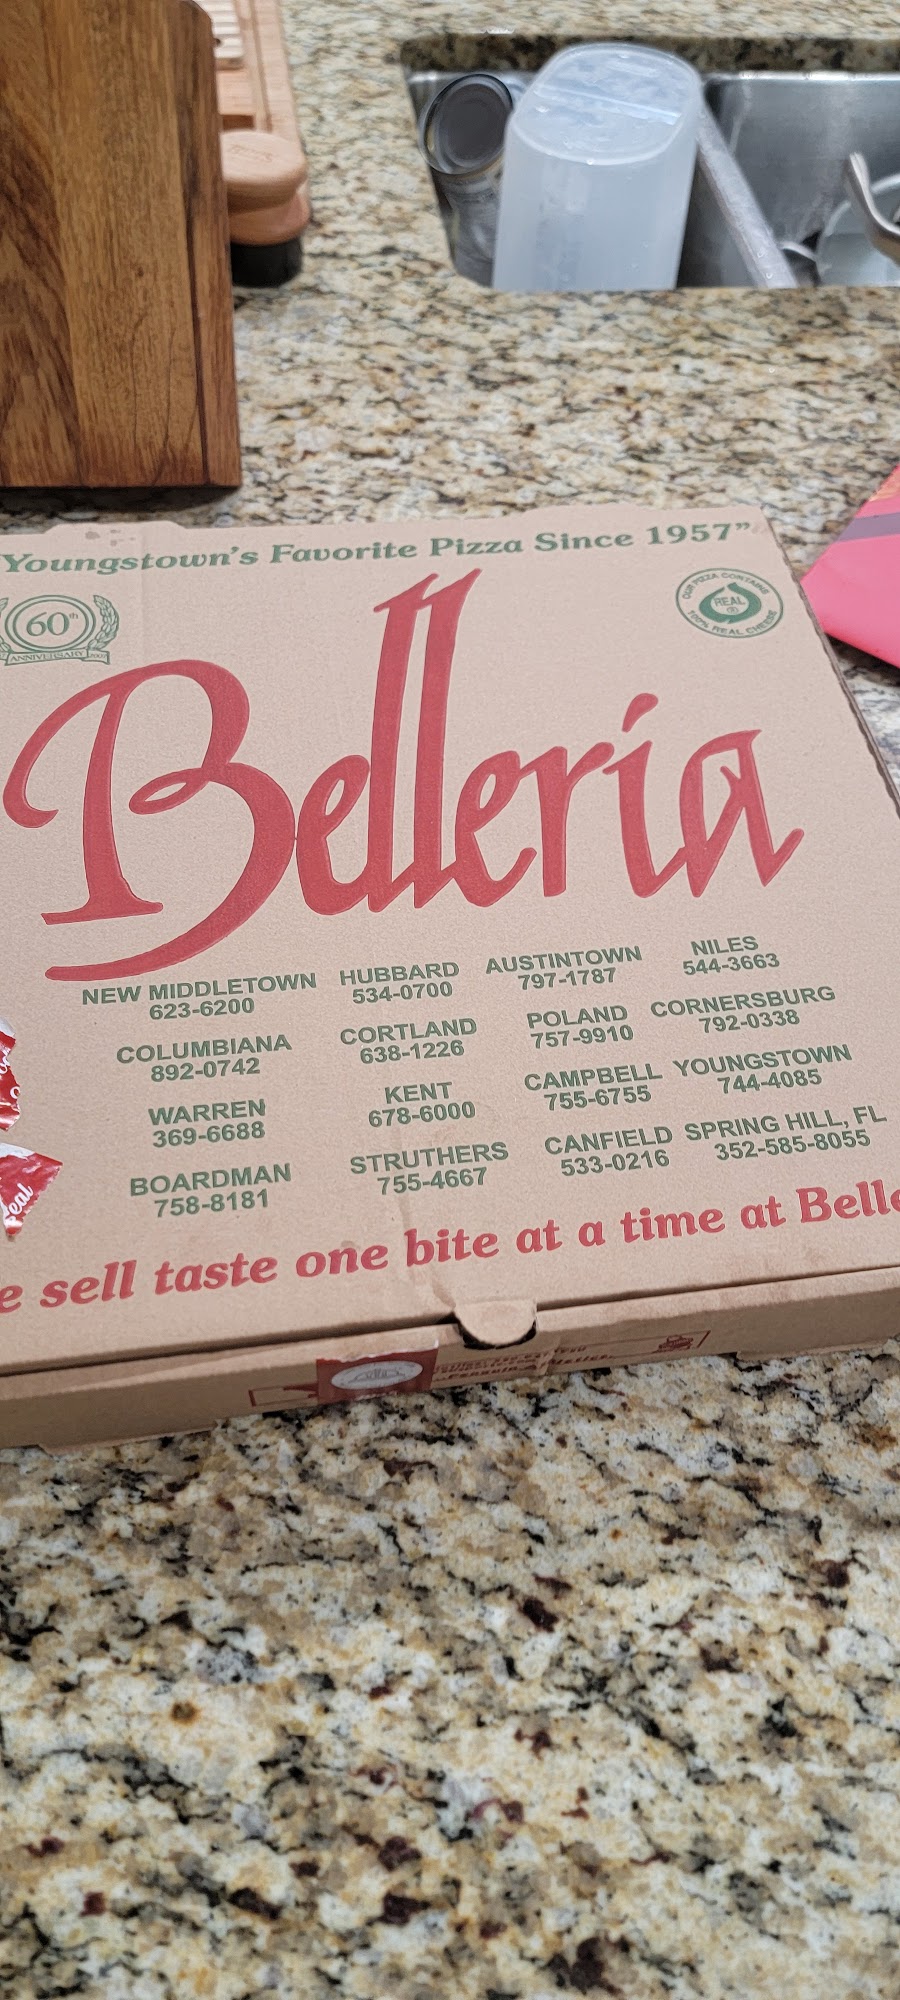 Youngstown's Favorite Pizza Since 1957"
60th
ANNIVERSARY
OUR PIZZA CONTAINS
REAL
100% REAL CHEESE
Belleria
NEW MIDDLETOWN
623-6200
HUBBARD
534-0700
AUSTINTOWN
797-1787
NILES
544-3663
COLUMBIANA
892-0742
CORTLAND
638-1226
POLAND
757-9910
CORNERSBURG
792-0338
WARREN
369-6688
KENT
678-6000
CAMPBELL
755-6755
YOUNGSTOWN
744-4085
BOARDMAN
758-8181
STRUTHERS
755-4667
CANFIELD
533-0216
SPRING HILL, FL
352-585-8055
e sell taste one bite at a time at Belle